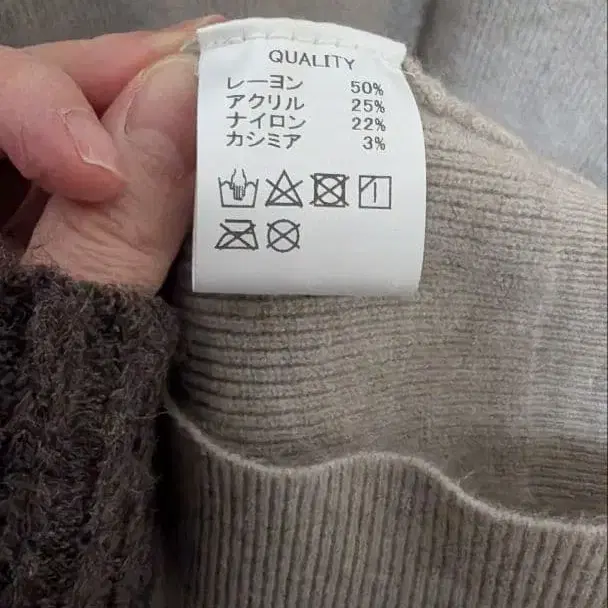 QUALITY
レーヨン 50%
アクリル 25%
ナイロン 22%
カシミア 3%